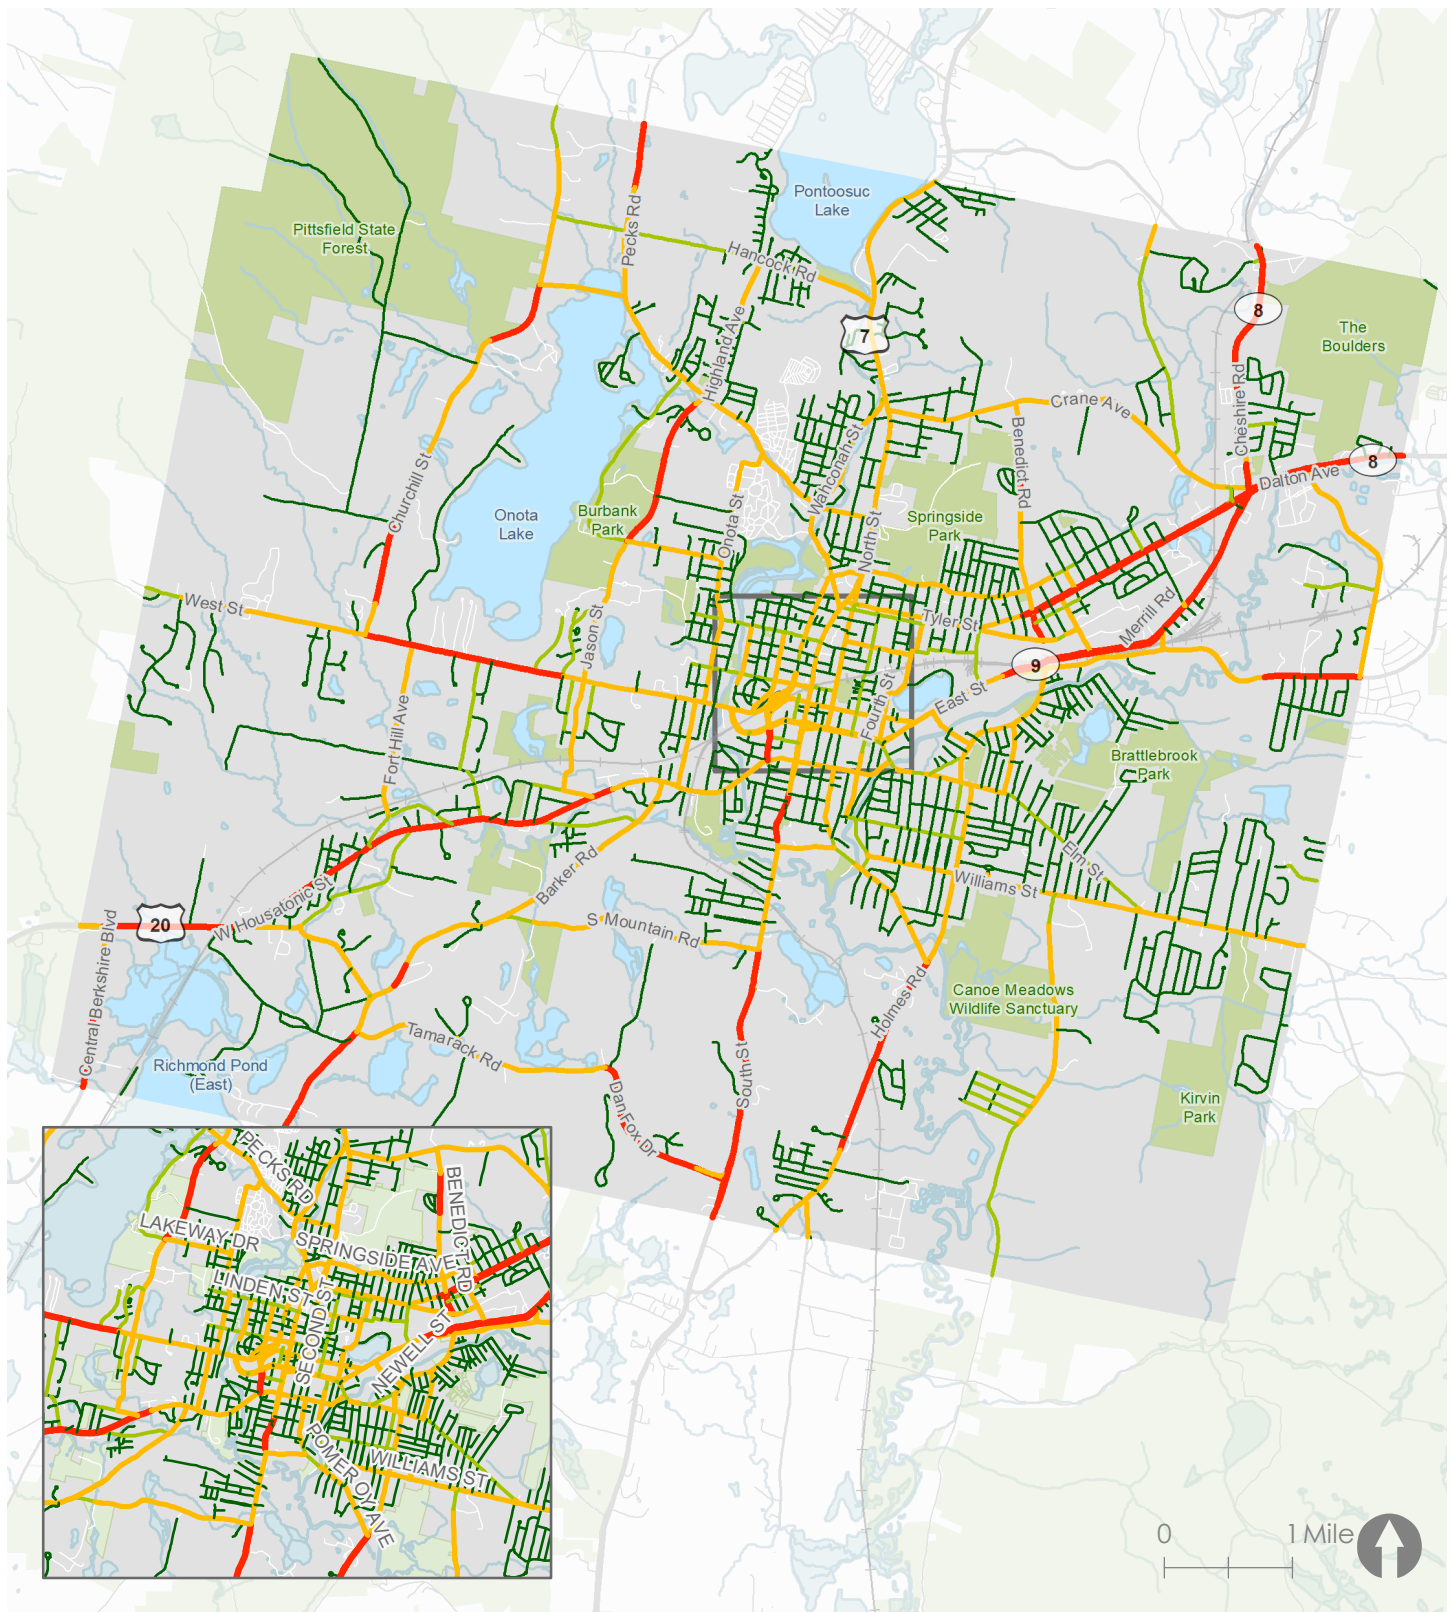 Pontoosuc
Lake
Pittsfield State
Forest
Pecks Rd
Hancock Rd
8
The
Boulders
7
Highland Ave
Cheshire Rd
Crane Ave
Benedict Rd
Wahconah St
8
Dalton Ave
Churchill St
Onota
Lake
Burbank
Park
Onota St
North St
Springside
Park
West St
Jason St
Tyler St
Merrill Rd
9
East St
Fourth St
Fort Hill Ave
Brattlebrook
Park
Elm St
Barker Rd
Williams St
W Housatonic St
20
S Mountain Rd
Central Berkshire Blvd
Holmes Rd
Canoe Meadows
Wildlife Sanctuary
Tamarack Rd
Richmond Pond
(East)
South St
Dan Fox Dr
Kirvin
Park
PECKS RD
BENEDICT RD
LAKEWAY DR
SPRINGSIDE AVE
LINDEN ST
SECOND ST
NEWELL ST
POMEROY AVE
WILLIAMS ST
0 1 Mile